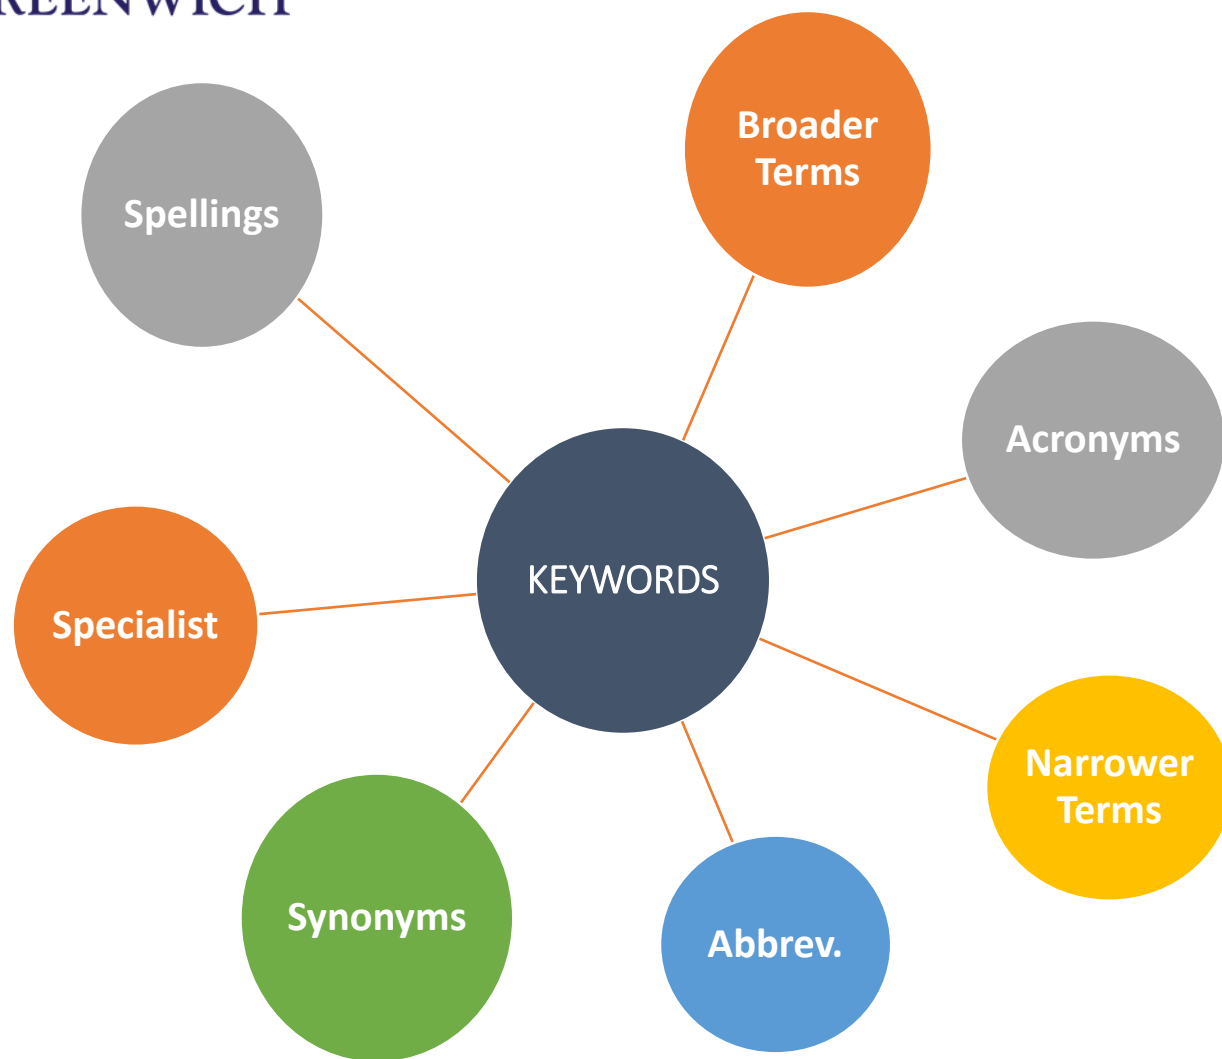 Broader
Terms
Spellings
Acronyms
KEYWORDS
Specialist
Narrower
Terms
Synonyms
Abbrev.